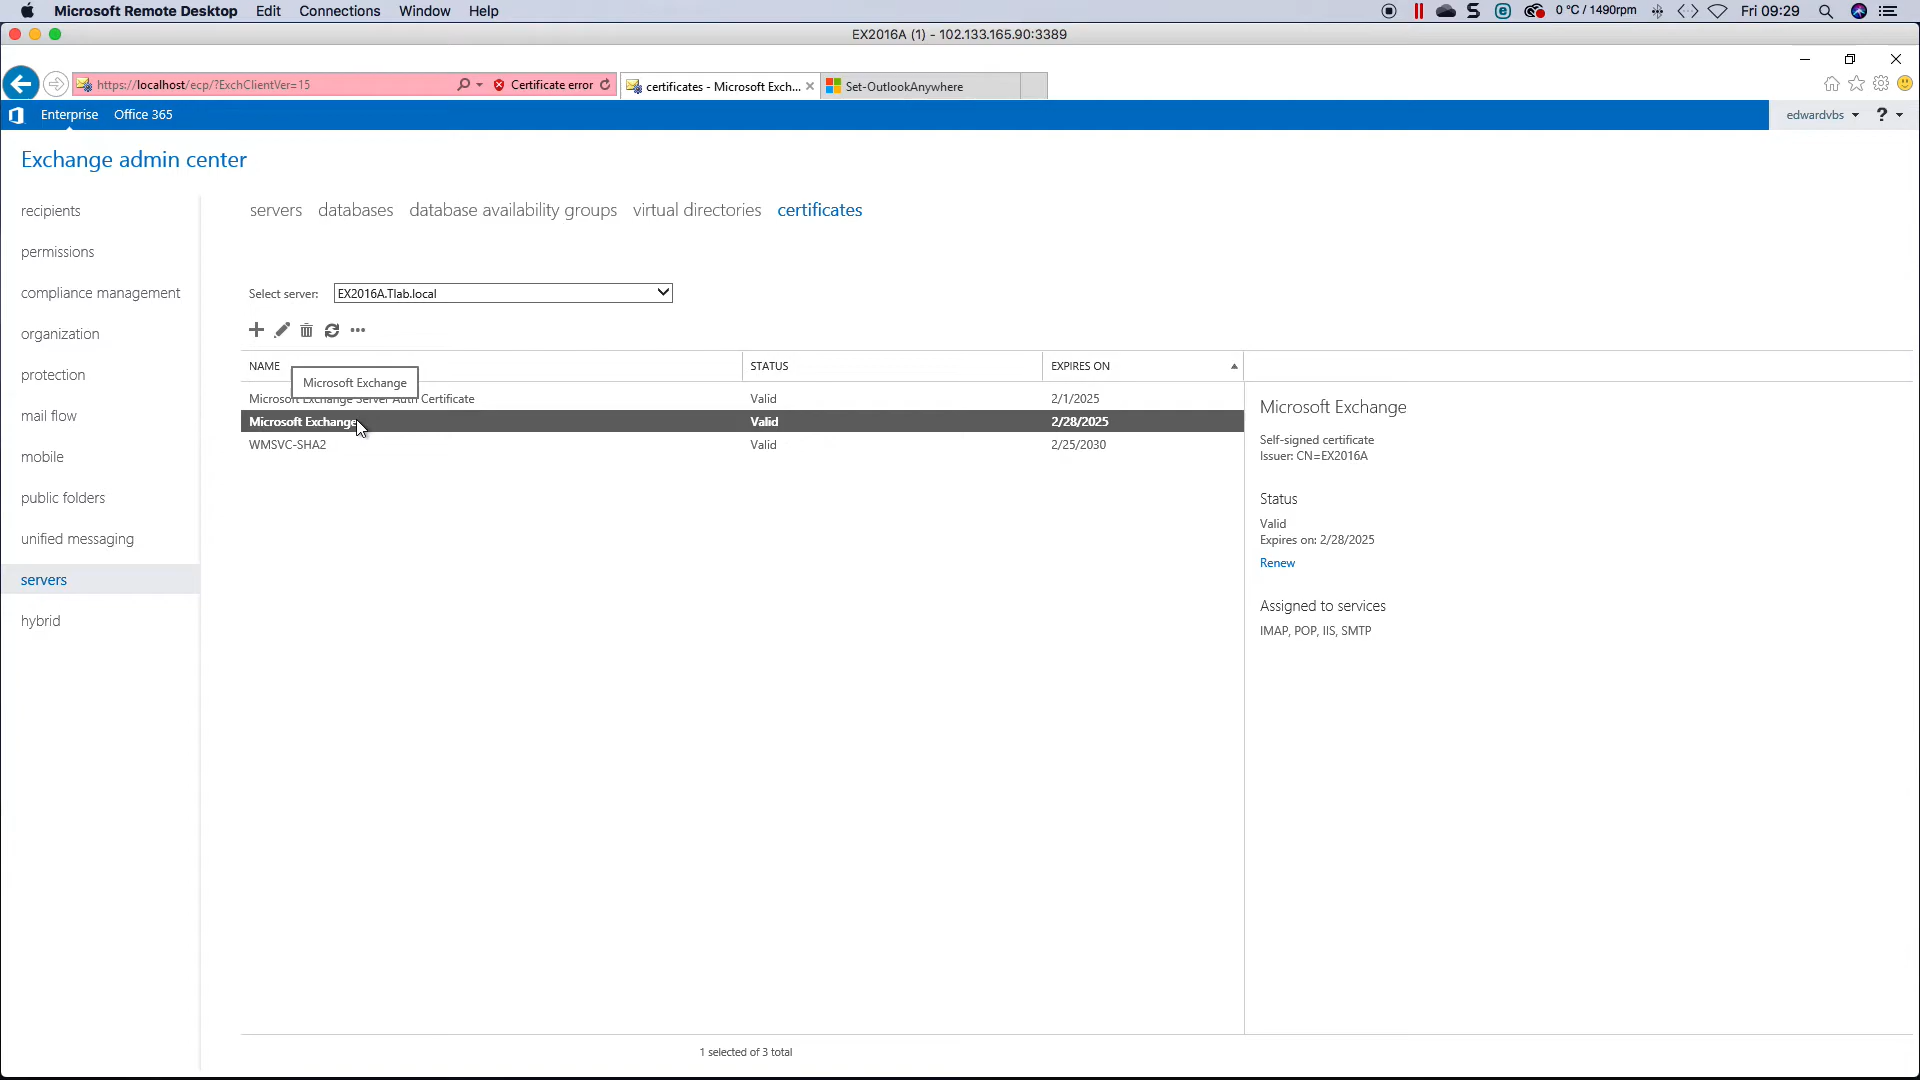 Microsoft Remote Desktop Edit Connections Window Help
0 °C / 1490rpm Fri 09:29
EX2016A (1) - 102.133.165.90:3389
https://localhost/ecp/?ExchClientVer=15 Certificate error certificates - Microsoft Exch... Set-OutlookAnywhere
Enterprise Office 365 edwardvbs ?
Exchange admin center
recipients
permissions
compliance management
organization
protection
mail flow
mobile
public folders
unified messaging
servers
hybrid
servers databases database availability groups virtual directories certificates
Select server: EX2016A.Tlab.local
NAME STATUS EXPIRES ON
Microsoft Exchange
Microsoft Exchange Server Auth Certificate Valid 2/1/2025
Microsoft Exchange Valid 2/28/2025
WMSVC-SHA2 Valid 2/25/2030
1 selected of 3 total
Microsoft Exchange
Self-signed certificate
Issuer: CN=EX2016A
Status
Valid
Expires on: 2/28/2025
Renew
Assigned to services
IMAP, POP, IIS, SMTP